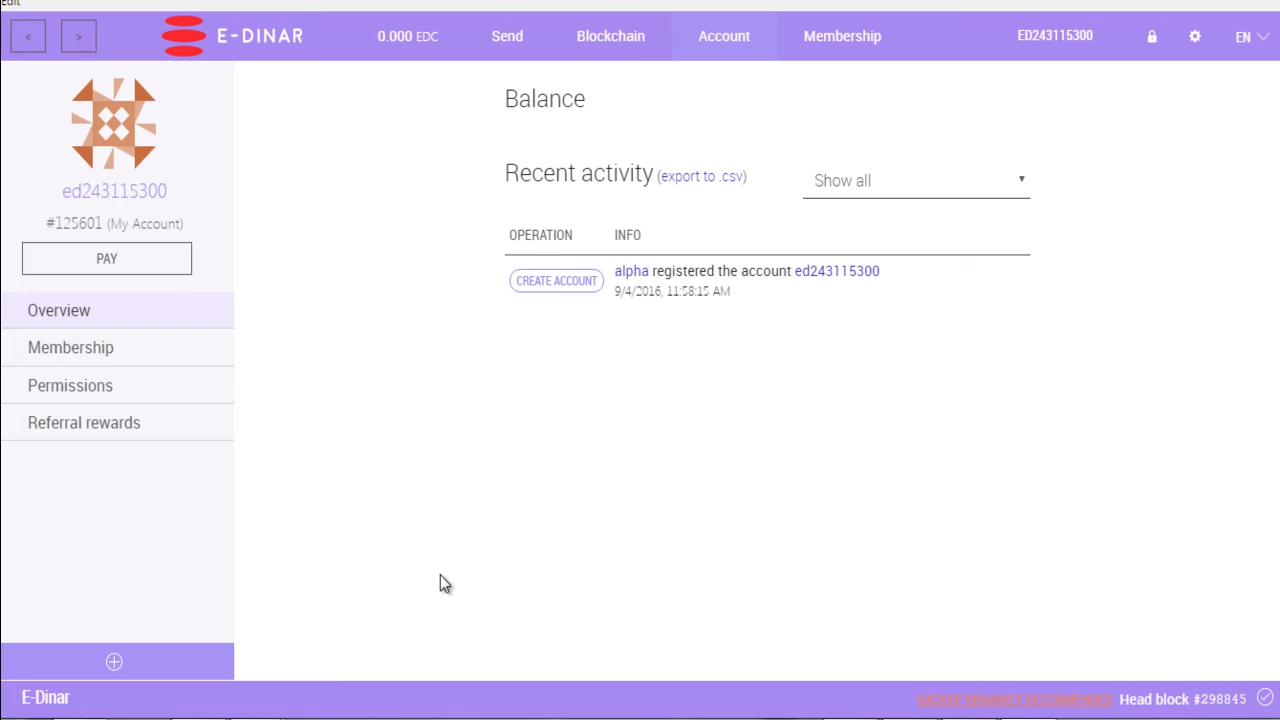 Edit
< > E-DINAR 0.000 EDC Send Blockchain Account Membership ED243115300 EN
ed243115300
#125601 (My Account)
PAY
Overview
Membership
Permissions
Referral rewards
Balance
Recent activity (export to .csv) Show all
OPERATION INFO
CREATE ACCOUNT alpha registered the account ed243115300
9/4/2016, 11:58:15 AM
E-Dinar BACKUP BRAINKEY RECOMMENDED Head block #298845